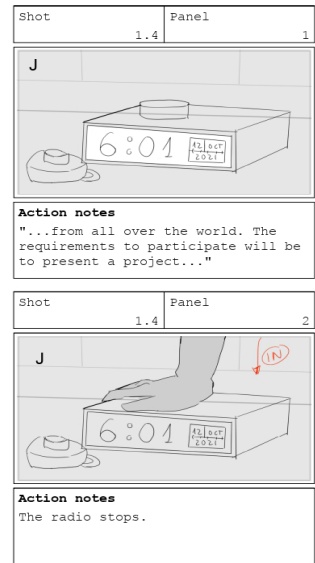 Shot
1.4
Panel
1
J
6:01
12 OCT
2021
Action notes
"...from all over the world. The
requirements to participate will be
to present a project..."
Shot
1.4
Panel
2
J
IN
6:01
12 OCT
2021
Action notes
The radio stops.